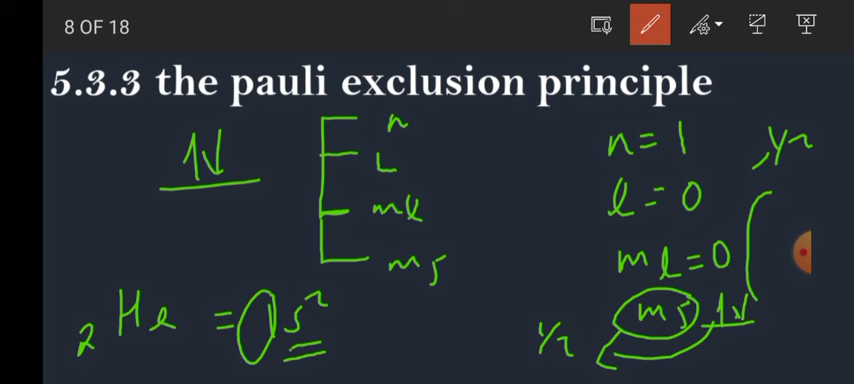 8 OF 18
5.3.3 the pauli exclusion principle
n
L
ml
ms
n = 1
l = 0
ml = 0
ms 1
1/2
2 He = 1s²